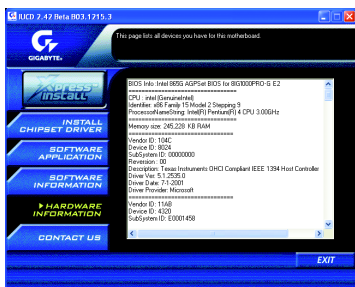 IUCD 2.42 Beta B03.1215.3
This page lists all devices you have for this motherboard.
GIGABYTE
Xpress
install
INSTALL
CHIPSET DRIVER
SOFTWARE
APPLICATION
SOFTWARE
INFORMATION
HARDWARE
INFORMATION
CONTACT US
BIOS Info: Intel 865G AGPSet BIOS for 8IG1000PRO-G E2
==================================
CPU : intel (GenuineIntel)
Identifier: x86 Family 15 Model 2 Stepping 9
ProcessorNameString: Intel(R) Pentium(R) 4 CPU 3.00GHz
==================================
Memory size: 245,228 KB RAM
==================================
Vendor ID: 104C
Device ID: 8024
SubSystem ID: 00000000
Revension: 00
Description: Texas Instruments OHCI Compliant IEEE 1394 Host Controller
Driver Ver: 5.1.2535.0
Driver Date: 7-1-2001
Driver Provider: Microsoft
==================================
Vendor ID: 11AB
Device ID: 4320
SubSystem ID: E0001458
EXIT